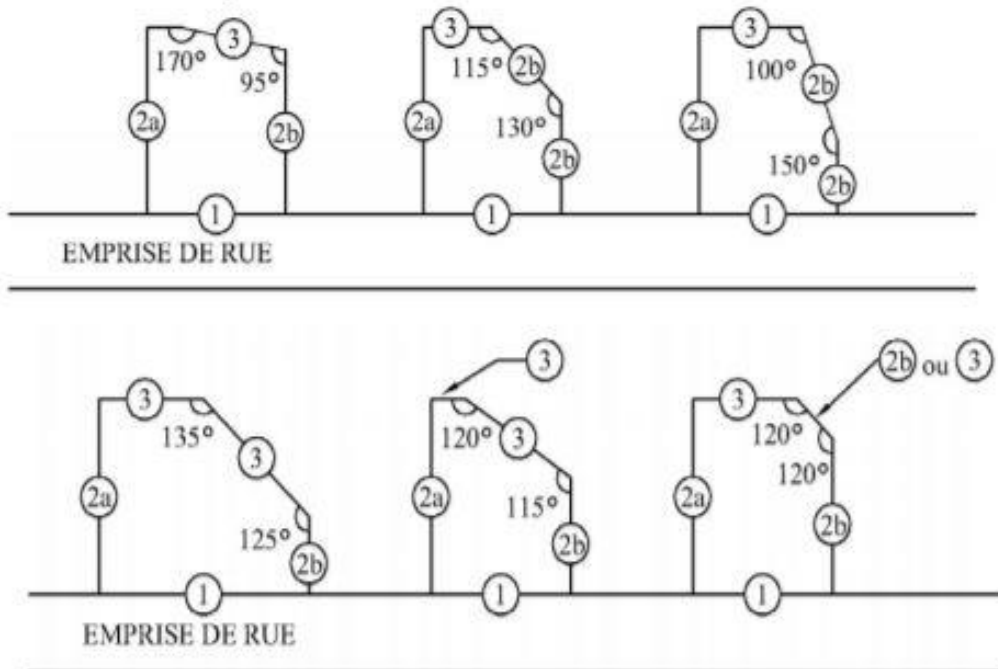 3 3 3
170° 115° 2b 100° 2b
95°
2a 2b 2a 130° 2a
2b 150° 2b
1 1 1
EMPRISE DE RUE
3 2b ou 3
3 3
135° 120° 3 120°
3 120°
2a 2a 115° 2a
125° 2b 2b 2b
1 1 1
EMPRISE DE RUE